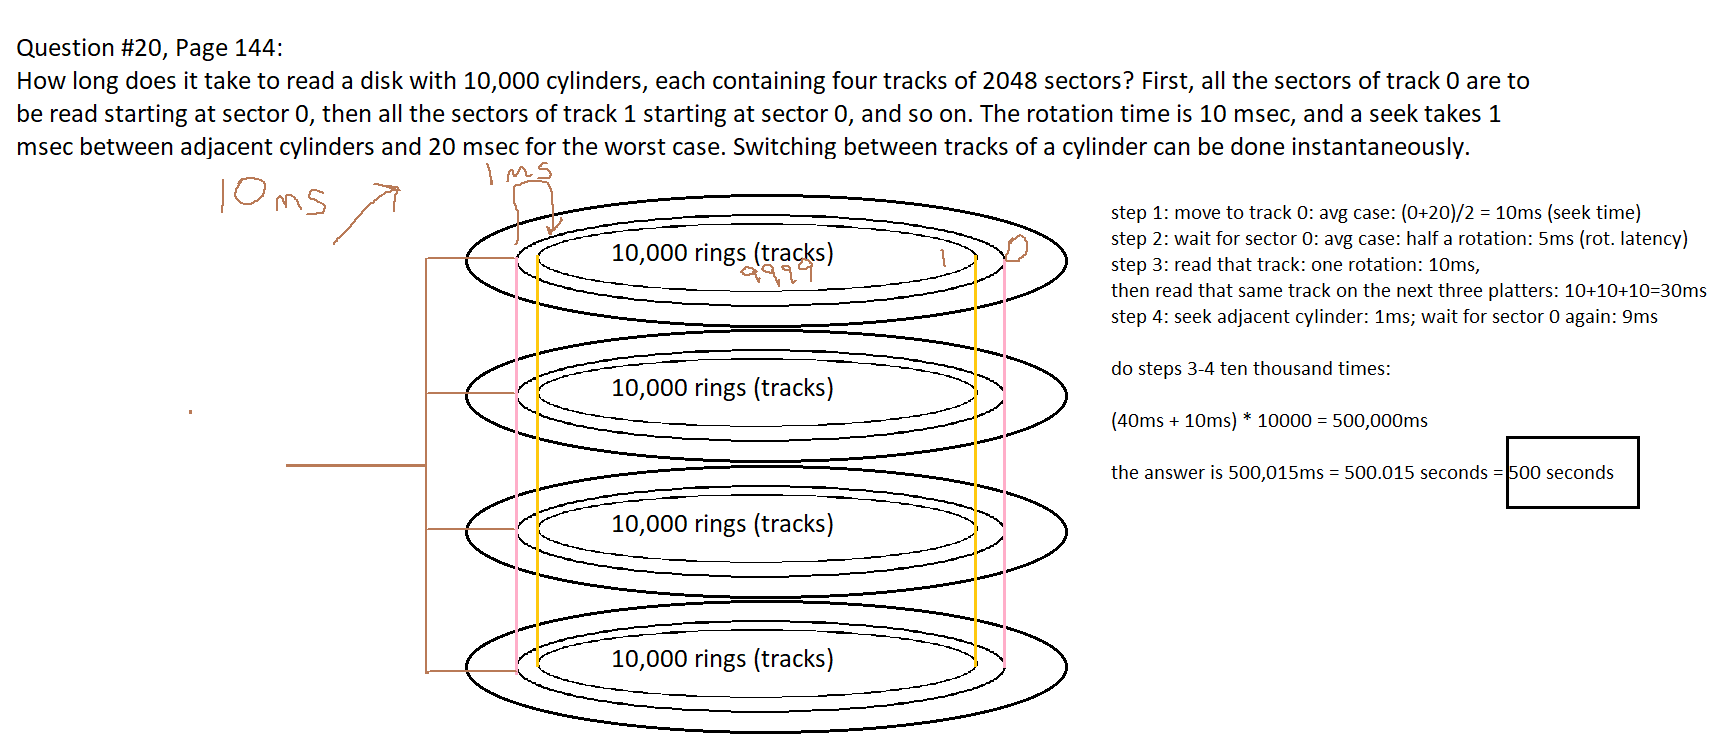 Question #20, Page 144:
How long does it take to read a disk with 10,000 cylinders, each containing four tracks of 2048 sectors? First, all the sectors of track 0 are to
be read starting at sector 0, then all the sectors of track 1 starting at sector 0, and so on. The rotation time is 10 msec, and a seek takes 1
msec between adjacent cylinders and 20 msec for the worst case. Switching between tracks of a cylinder can be done instantaneously.
1ms
10ms
step 1: move to track 0: avg case: (0+20)/2 = 10ms (seek time)
step 2: wait for sector 0: avg case: half a rotation: 5ms (rot. latency)
step 3: read that track: one rotation: 10ms,
then read that same track on the next three platters: 10+10+10=30ms
step 4: seek adjacent cylinder: 1ms; wait for sector 0 again: 9ms
do steps 3-4 ten thousand times:
(40ms + 10ms) * 10000 = 500,000ms
the answer is 500,015ms = 500.015 seconds = 500 seconds
10,000 rings (tracks)
1 0
9999
10,000 rings (tracks)
10,000 rings (tracks)
10,000 rings (tracks)